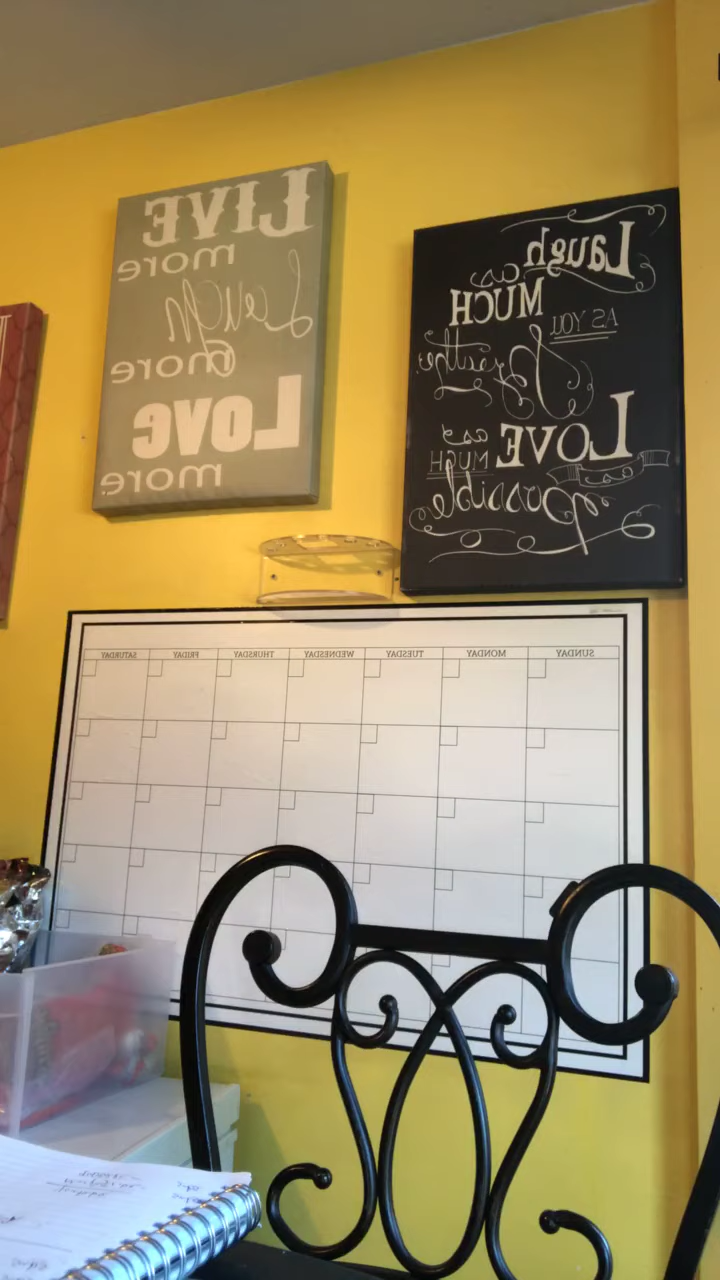 LIVE
more
Laugh
more
Love
more
Laugh
as
MUCH
AS YOU
Breathe
LOVE as
MUCH
as
possible
SUNDAY MONDAY TUESDAY WEDNESDAY THURSDAY FRIDAY SATURDAY